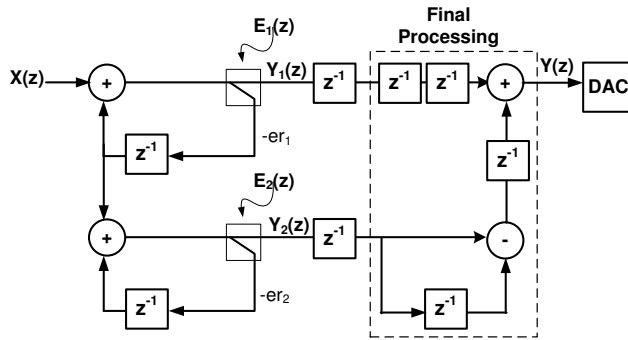 Final
Processing
E₁(z)
X(z)
+
Y₁(z)
z⁻¹
z⁻¹
z⁻¹
+
Y(z)
DAC
-er₁
z⁻¹
z⁻¹
E₂(z)
+
Y₂(z)
z⁻¹
-
-er₂
z⁻¹
z⁻¹